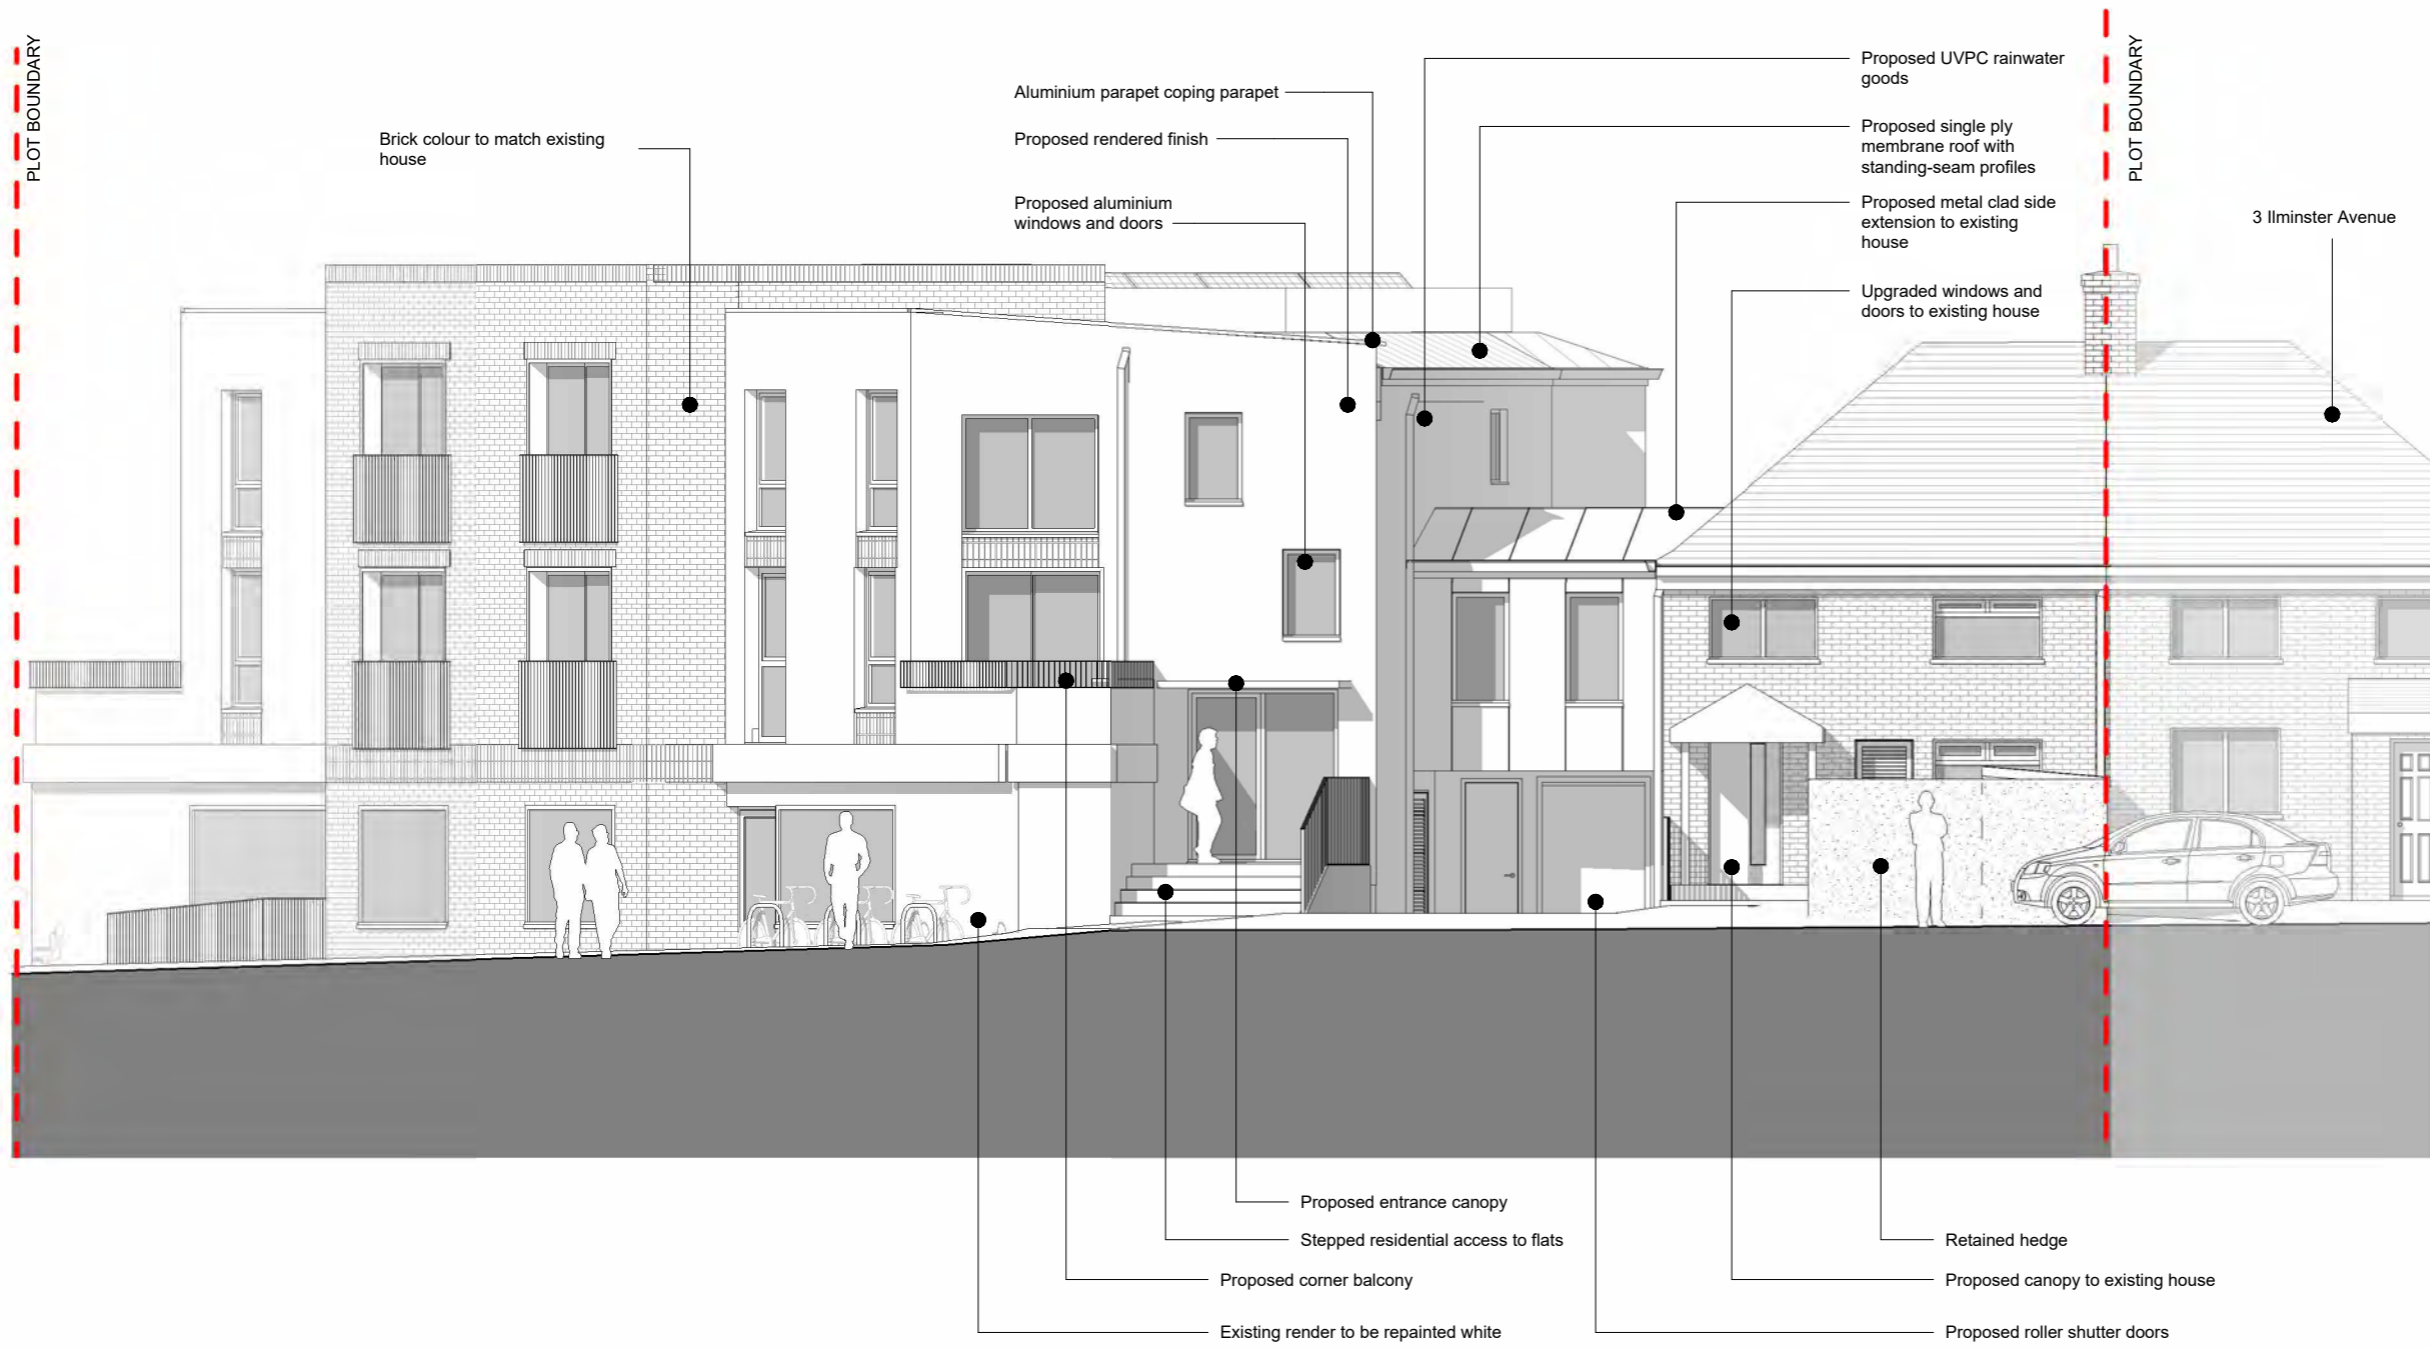 PLOT BOUNDARY
Brick colour to match existing
house
Aluminium parapet coping parapet
Proposed rendered finish
Proposed aluminium
windows and doors
Proposed UVPC rainwater
goods
Proposed single ply
membrane roof with
standing-seam profiles
Proposed metal clad side
extension to existing
house
Upgraded windows and
doors to existing house
PLOT BOUNDARY
3 Ilminster Avenue
Proposed entrance canopy
Stepped residential access to flats
Proposed corner balcony
Existing render to be repainted white
Retained hedge
Proposed canopy to existing house
Proposed roller shutter doors